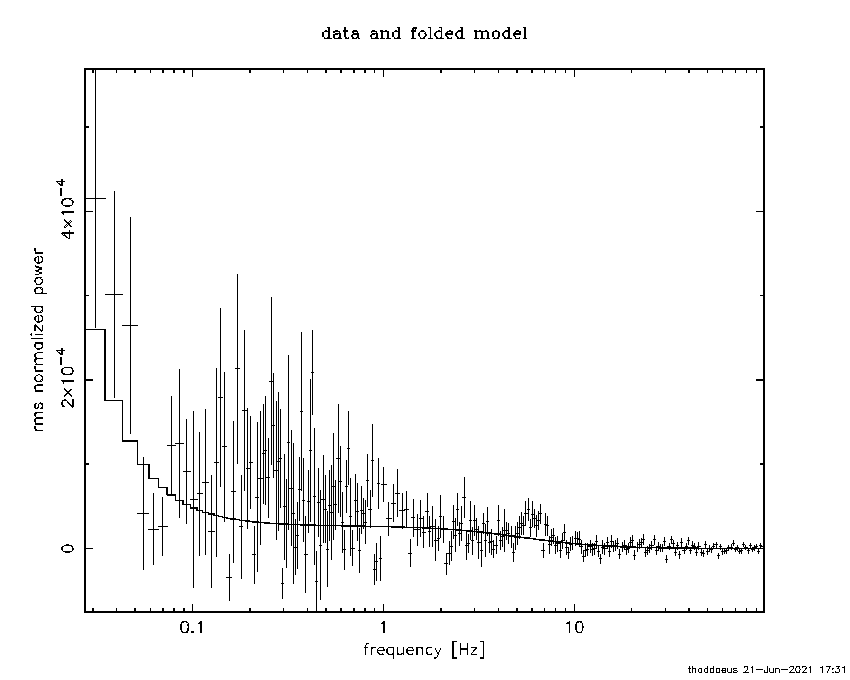 data and folded model
rms normalized power
4×10⁻⁴
2×10⁻⁴
0
0.1 1 10
frequency [Hz]
thoddaeus 21-Jun-2021 17:31